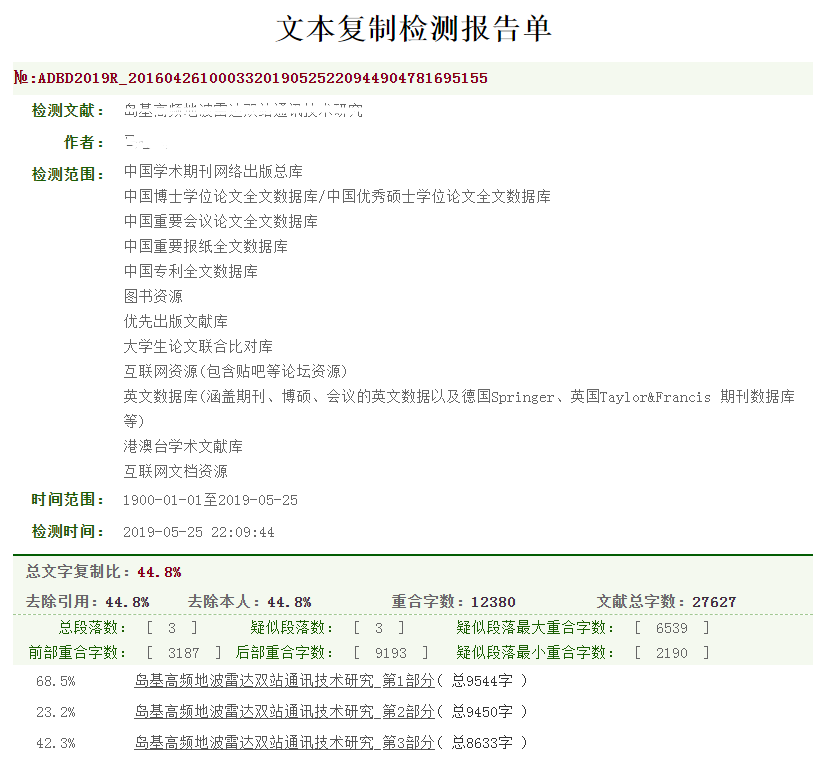 文本复制检测报告单
№:ADBD2019R_20160426100033201905252209449047816​95155
检测文献: 岛基高频地波雷达双站通讯技术研究
作者:
检测范围: 中国学术期刊网络出版总库
中国博士学位论文全文数据库/中国优秀硕士学位论文全文数据库
中国重要会议论文全文数据库
中国重要报纸全文数据库
中国专利全文数据库
图书资源
优先出版文献库
大学生论文联合比对库
互联网资源(包含贴吧等论坛资源)
英文数据库(涵盖期刊、博硕、会议的英文数据以及德国Springer、英国Taylor&Francis 期刊数据库
等)
港澳台学术文献库
互联网文档资源
时间范围: 1900-01-01至2019-05-25
检测时间: 2019-05-25 22:09:44
总文字复制比: 44.8%
去除引用: 44.8% 去除本人: 44.8% 重合字数: 12380 文献总字数: 27627
总段落数: [ 3 ] 疑似段落数: [ 3 ] 疑似段落最大重合字数: [ 6539 ]
前部重合字数: [ 3187 ] 后部重合字数: [ 9193 ] 疑似段落最小重合字数: [ 2190 ]
68.5% 岛基高频地波雷达双站通讯技术研究_第1部分( 总9544字 )
23.2% 岛基高频地波雷达双站通讯技术研究_第2部分( 总9450字 )
42.3% 岛基高频地波雷达双站通讯技术研究_第3部分( 总8633字 )